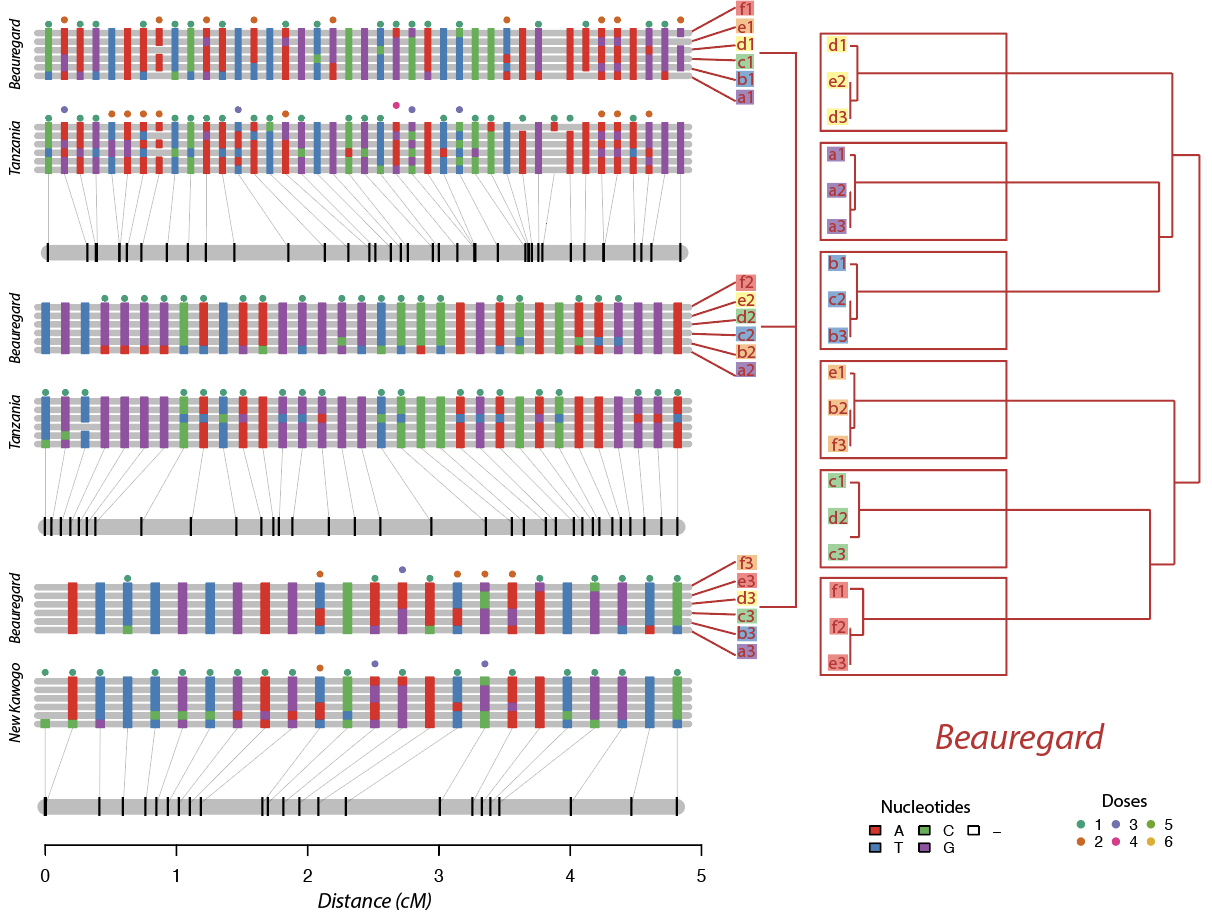 Beauregard
f1
e1
d1
c1
b1
a1
Tanzania
Beauregard
f2
e2
d2
c2
b2
a2
Tanzania
Beauregard
f3
e3
d3
c3
b3
a3
New Kawogo
0 1 2 3 4 5
Distance (cM)
d1
e2
d3
a1
a2
a3
b1
c2
b3
e1
b2
f3
c1
d2
c3
f1
f2
e3
Beauregard
Nucleotides
A C –
T G
Doses
1 3 5
2 4 6